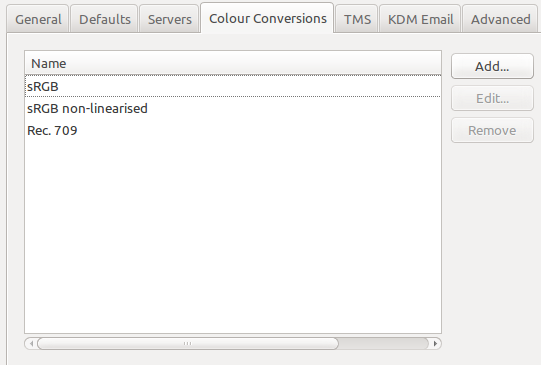 General Defaults Servers Colour Conversions TMS KDM Email Advanced
Name
sRGB
sRGB non-linearised
Rec. 709
Add...
Edit...
Remove